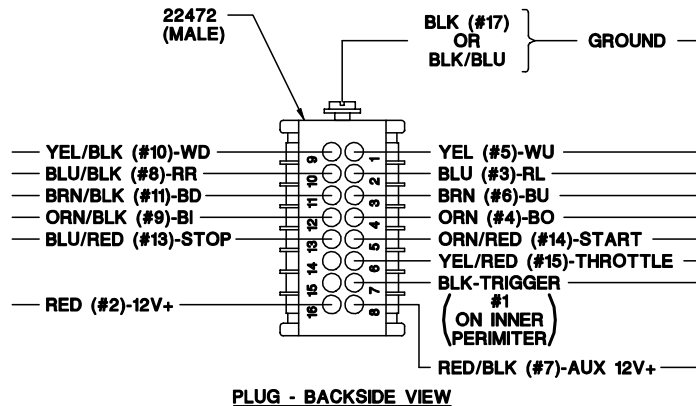 22472
(MALE)
BLK (#17)
OR
BLK/BLU
GROUND
YEL/BLK (#10)-WD
BLU/BLK (#8)-RR
BRN/BLK (#11)-BD
ORN/BLK (#9)-BI
BLU/RED (#13)-STOP
RED (#2)-12V+
9
10
11
12
13
14
15
16
1
2
3
4
5
6
7
8
YEL (#5)-WU
BLU (#3)-RL
BRN (#6)-BU
ORN (#4)-BO
ORN/RED (#14)-START
YEL/RED (#15)-THROTTLE
BLK-TRIGGER
#1
ON INNER
PERIMITER
RED/BLK (#7)-AUX 12V+
PLUG - BACKSIDE VIEW